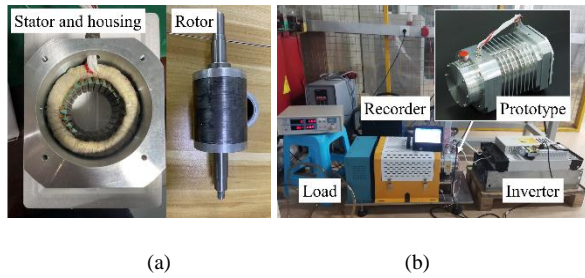 Stator and housing
Rotor
Recorder
Prototype
Load
Inverter
(a)
(b)